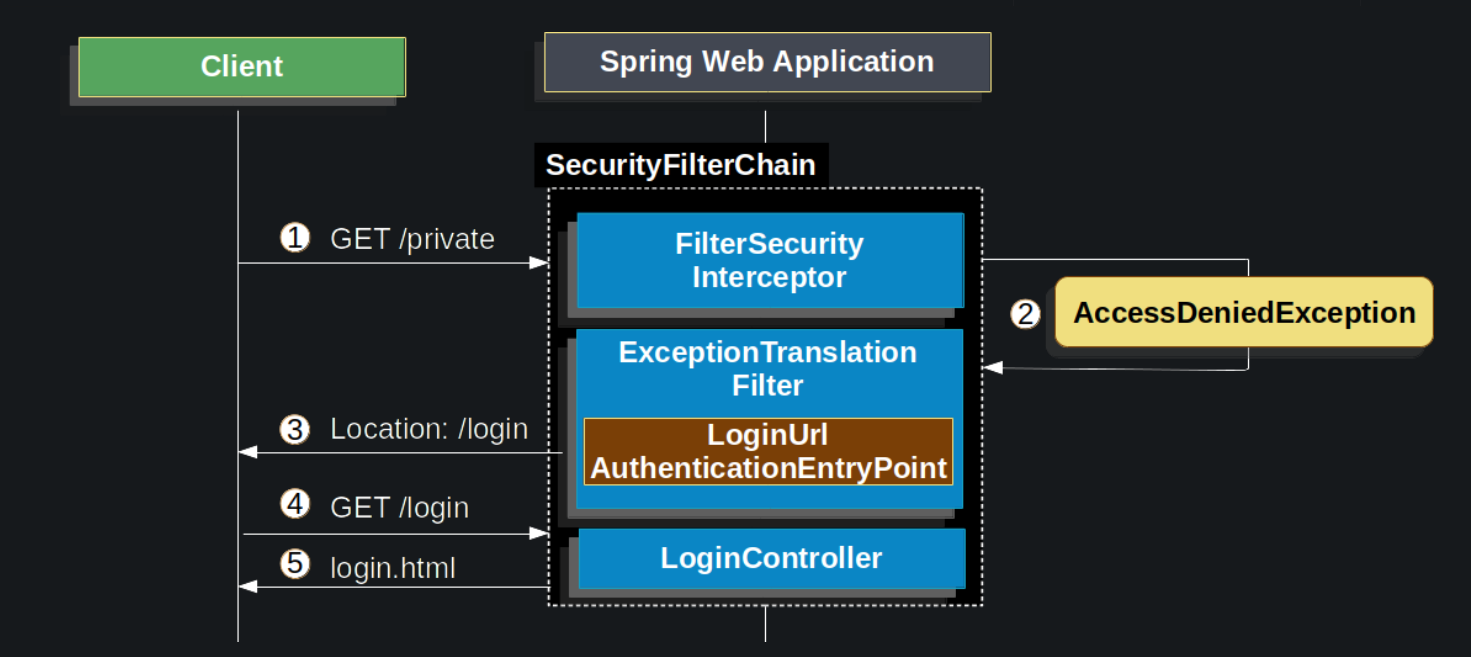 Client
Spring Web Application
SecurityFilterChain
1 GET /private
FilterSecurity
Interceptor
2 AccessDeniedException
ExceptionTranslation
Filter
LoginUrl
AuthenticationEntryPoint
3 Location: /login
4 GET /login
LoginController
5 login.html